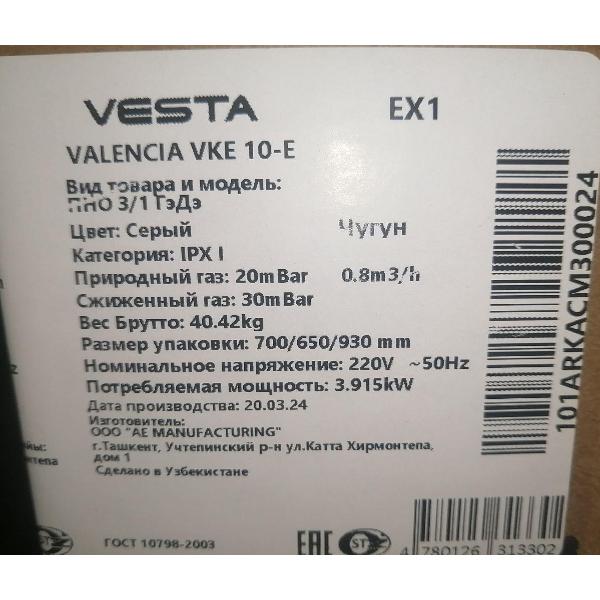 VESTA EX1
VALENCIA VKE 10-E
Вид товара и модель:
ПНО 3/1 ГэДэ
Цвет: Серый Чугун
Категория: IPX I
Природный газ: 20mBar 0.8m3/h
Сжиженный газ: 30mBar
Вес Брутто: 40.42kg
Размер упаковки: 700/650/930 mm
Номинальное напряжение: 220V ~50Hz
Потребляемая мощность: 3.915kW
Дата производства: 20.03.24
Изготовитель:
ООО "AE MANUFACTURING"
г.Ташкент, Учтепинский р-н ул.Катта Хирмонтепа,
дом 1
Сделано в Узбекистане
ГОСТ 10798-2003
EAC ST
4 780126 313302
101ARKACM300024